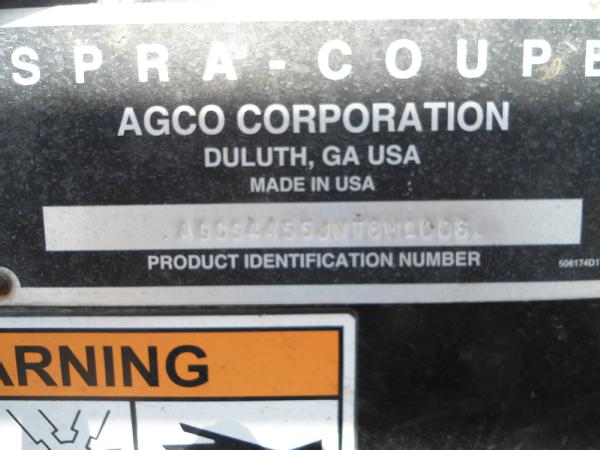 SPRA-COUPE
AGCO CORPORATION
DULUTH, GA USA
MADE IN USA
PRODUCT IDENTIFICATION NUMBER
506174D1
ARNING